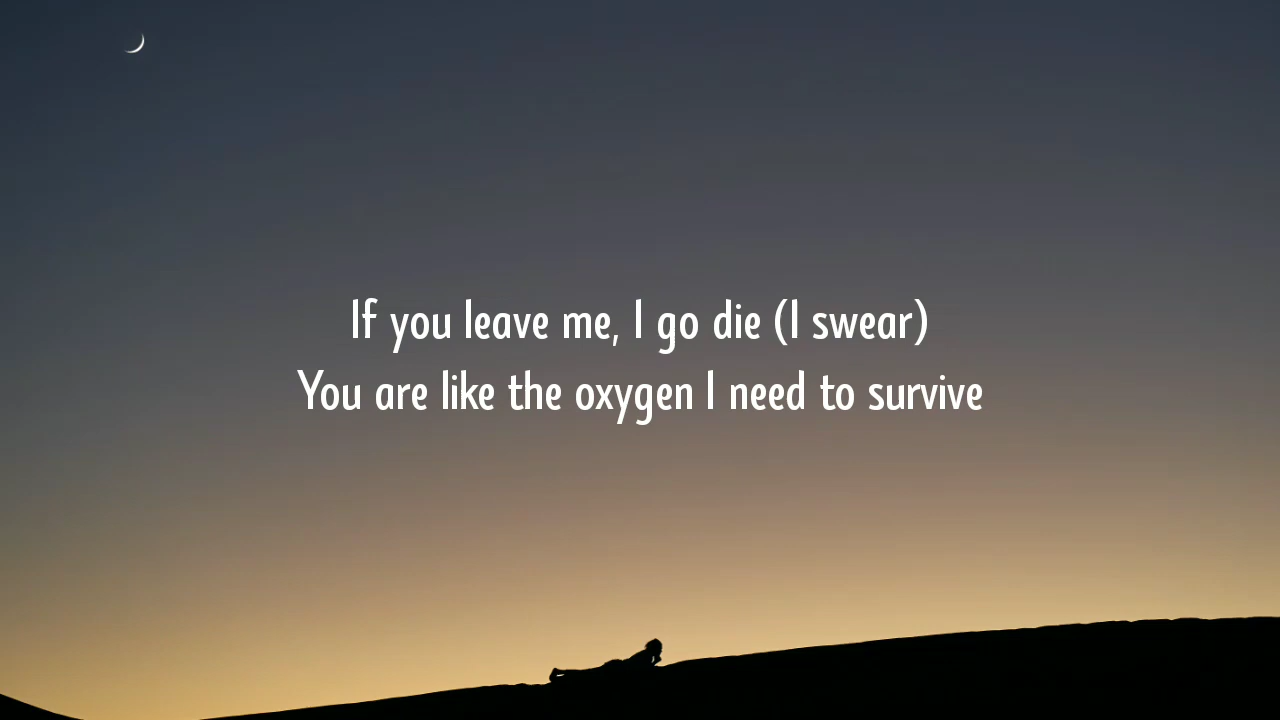 If you leave me, I go die (I swear)
You are like the oxygen I need to survive